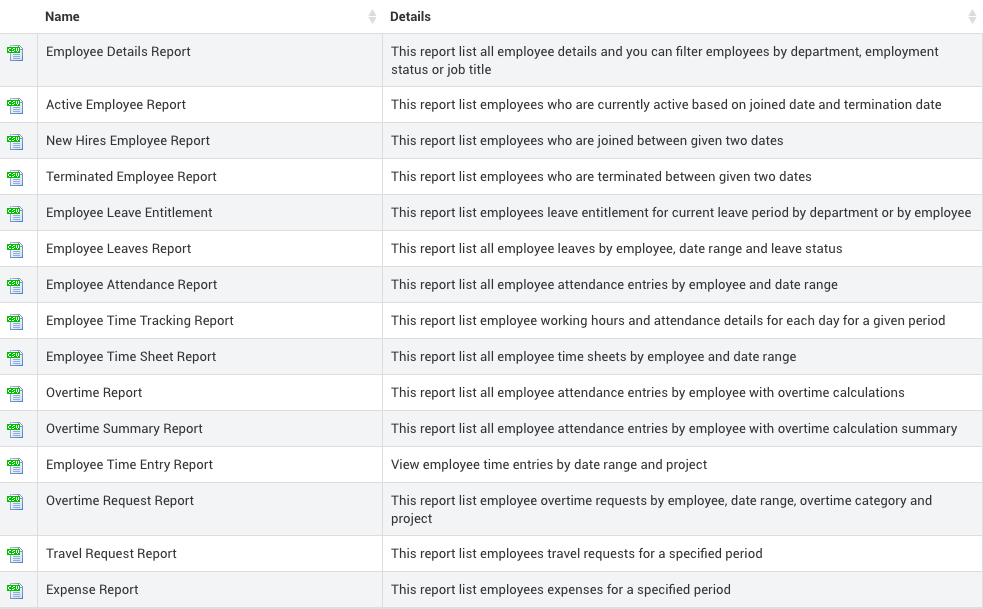 Name Details
Employee Details Report This report list all employee details and you can filter employees by department, employment
status or job title
Active Employee Report This report list employees who are currently active based on joined date and termination date
New Hires Employee Report This report list employees who are joined between given two dates
Terminated Employee Report This report list employees who are terminated between given two dates
Employee Leave Entitlement This report list employees leave entitlement for current leave period by department or by employee
Employee Leaves Report This report list all employee leaves by employee, date range and leave status
Employee Attendance Report This report list all employee attendance entries by employee and date range
Employee Time Tracking Report This report list employee working hours and attendance details for each day for a given period
Employee Time Sheet Report This report list all employee time sheets by employee and date range
Overtime Report This report list all employee attendance entries by employee with overtime calculations
Overtime Summary Report This report list all employee attendance entries by employee with overtime calculation summary
Employee Time Entry Report View employee time entries by date range and project
Overtime Request Report This report list employee overtime requests by employee, date range, overtime category and
project
Travel Request Report This report list employees travel requests for a specified period
Expense Report This report list employees expenses for a specified period